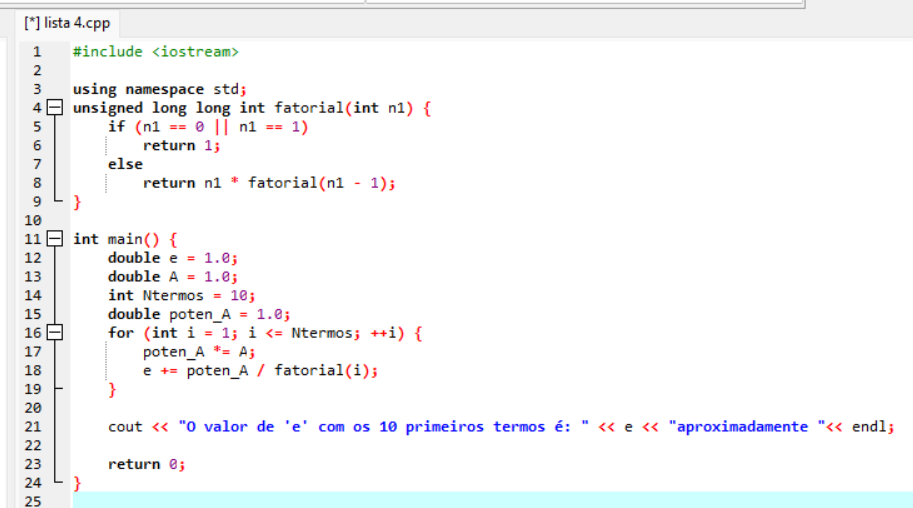 [*] lista 4.cpp
1 #include <iostream>
2
3 using namespace std;
4 unsigned long long int fatorial(int n1) {
5 if (n1 == 0 || n1 == 1)
6 return 1;
7 else
8 return n1 * fatorial(n1 - 1);
9 }
10
11 int main() {
12 double e = 1.0;
13 double A = 1.0;
14 int Ntermos = 10;
15 double poten_A = 1.0;
16 for (int i = 1; i <= Ntermos; ++i) {
17 poten_A *= A;
18 e += poten_A / fatorial(i);
19 }
20
21 cout << "O valor de 'e' com os 10 primeiros termos é: " << e << "aproximadamente "<< endl;
22
23 return 0;
24 }
25